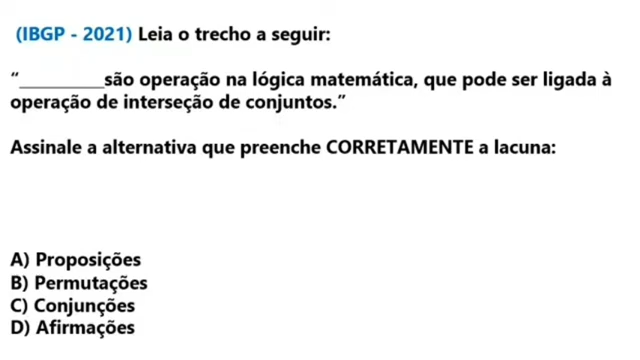 (IBGP - 2021) Leia o trecho a seguir:
“__________são operação na lógica matemática, que pode ser ligada à
operação de interseção de conjuntos.”
Assinale a alternativa que preenche CORRETAMENTE a lacuna:
A) Proposições
B) Permutações
C) Conjunções
D) Afirmações